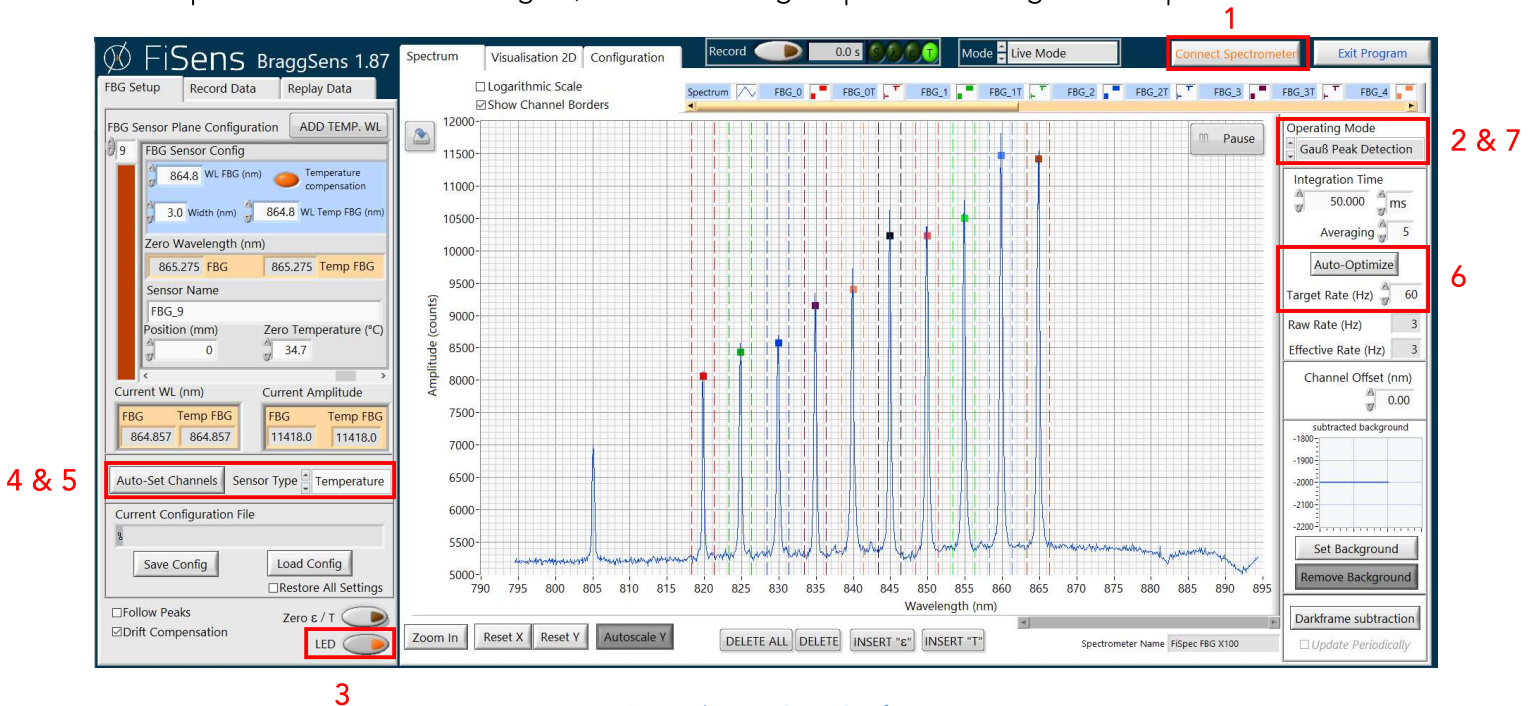 1
FiSens BraggSens 1.87
Spectrum
Visualisation 2D
Configuration
Record
0.0 s
S λ ε T
Mode
Live Mode
Connect Spectrometer
Exit Program
FBG Setup
Record Data
Replay Data
Logarithmic Scale
Show Channel Borders
Spectrum FBG_0 FBG_0T FBG_1 FBG_1T FBG_2 FBG_2T FBG_3 FBG_3T FBG_4
FBG Sensor Plane Configuration
ADD TEMP. WL
9
FBG Sensor Config
864.8 WL FBG (nm)
Temperature
compensation
3.0 Width (nm)
864.8 WL Temp FBG (nm)
Zero Wavelength (nm)
865.275 FBG
865.275 Temp FBG
Sensor Name
FBG_9
Position (mm)
Zero Temperature (°C)
0
34.7
Current WL (nm)
Current Amplitude
FBG
Temp FBG
FBG
Temp FBG
864.857
864.857
11418.0
11418.0
4 & 5
Auto-Set Channels
Sensor Type
Temperature
Current Configuration File
Save Config
Load Config
Restore All Settings
Follow Peaks
Drift Compensation
Zero ε / T
LED
3
Pause
Amplitude (counts)
12000
11500
11000
10500
10000
9500
9000
8500
8000
7500
7000
6500
6000
5500
5000
790 795 800 805 810 815 820 825 830 835 840 845 850 855 860 865 870 875 880 885 890 895
Wavelength (nm)
Zoom In
Reset X
Reset Y
Autoscale Y
DELETE ALL
DELETE
INSERT "ε"
INSERT "T"
Spectrometer Name FiSpec FBG X100
Operating Mode
Gauß Peak Detection
2 & 7
Integration Time
50.000
ms
Averaging
5
Auto-Optimize
Target Rate (Hz)
60
6
Raw Rate (Hz)
3
Effective Rate (Hz)
3
Channel Offset (nm)
0.00
subtracted background
-1800
-1900
-2000
-2100
-2200
Set Background
Remove Background
Darkframe subtraction
Update Periodically